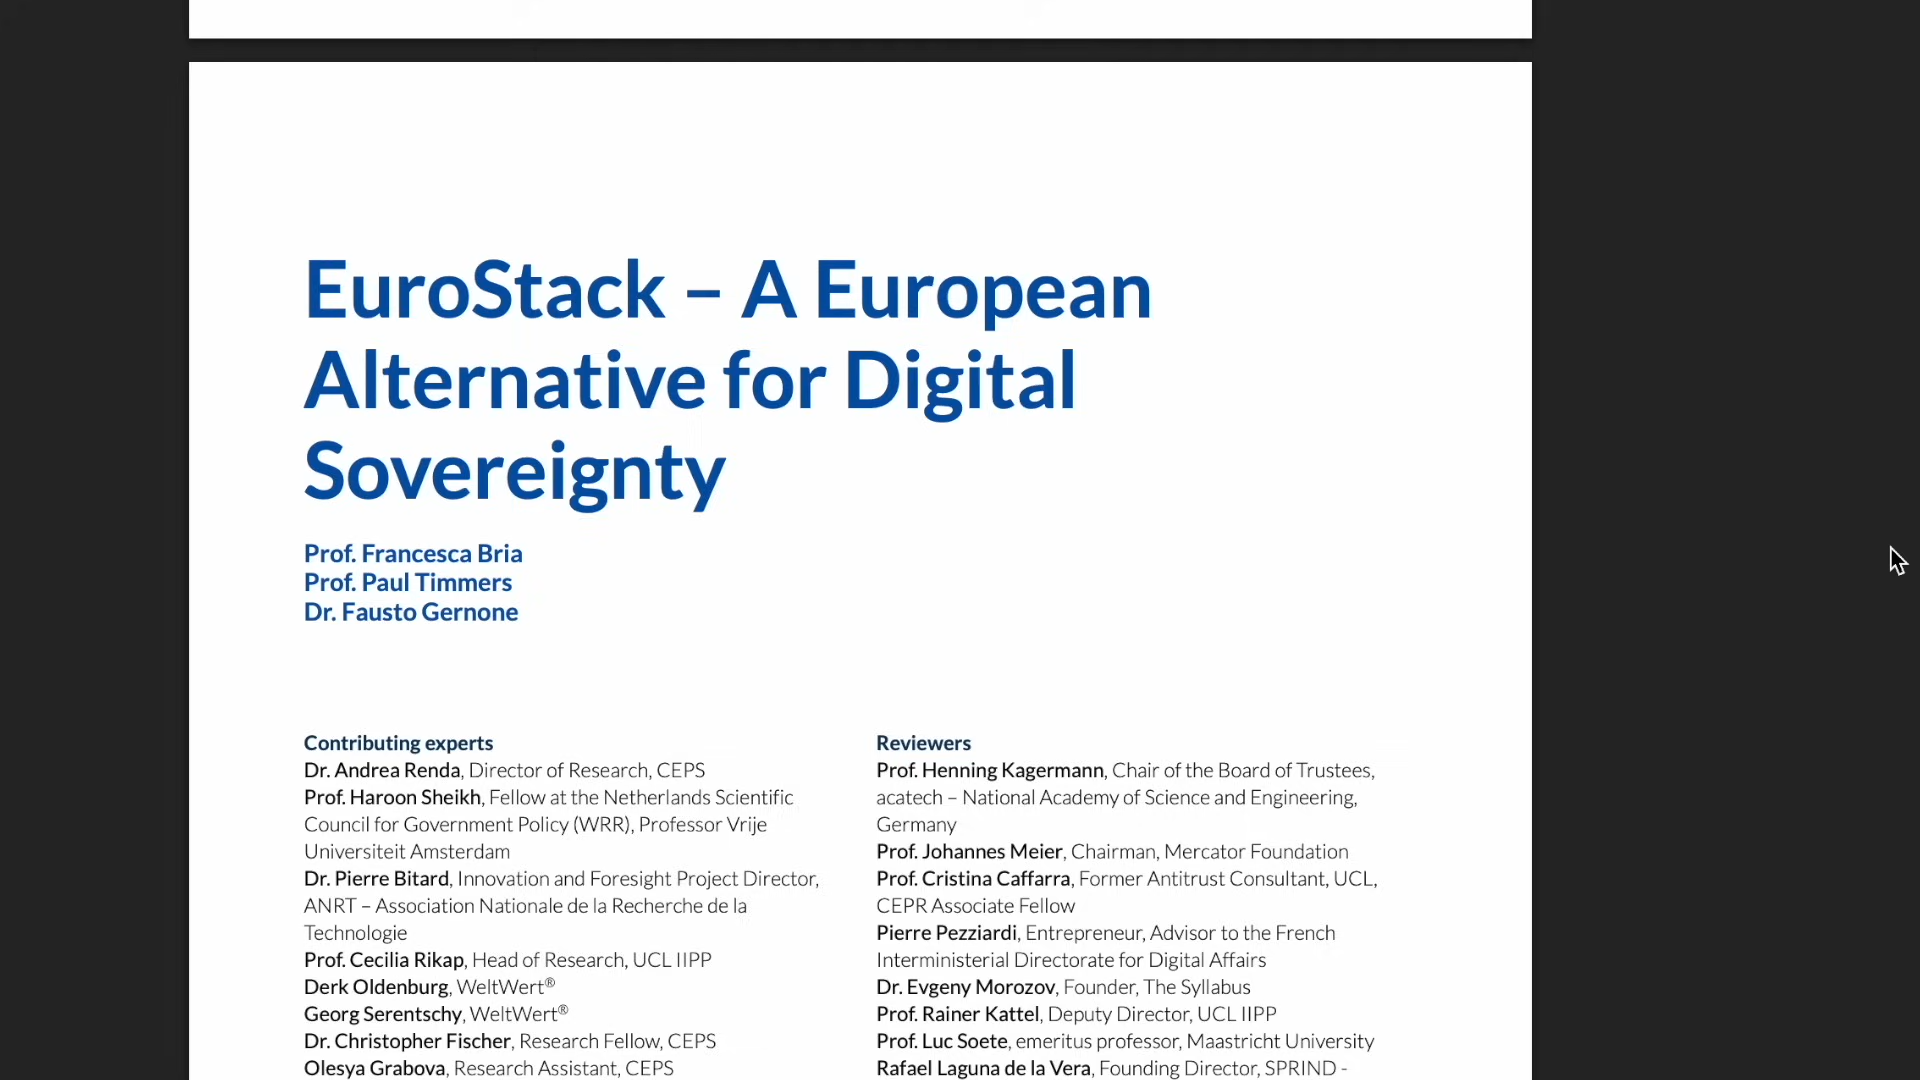 EuroStack – A European
Alternative for Digital
Sovereignty
Prof. Francesca Bria
Prof. Paul Timmers
Dr. Fausto Gernone
Contributing experts
Dr. Andrea Renda, Director of Research, CEPS
Prof. Haroon Sheikh, Fellow at the Netherlands Scientific
Council for Government Policy (WRR), Professor Vrije
Universiteit Amsterdam
Dr. Pierre Bitard, Innovation and Foresight Project Director,
ANRT – Association Nationale de la Recherche de la
Technologie
Prof. Cecilia Rikap, Head of Research, UCL IIPP
Derk Oldenburg, WeltWert®
Georg Serentschy, WeltWert®
Dr. Christopher Fischer, Research Fellow, CEPS
Olesya Grabova, Research Assistant, CEPS
Reviewers
Prof. Henning Kagermann, Chair of the Board of Trustees,
acatech – National Academy of Science and Engineering,
Germany
Prof. Johannes Meier, Chairman, Mercator Foundation
Prof. Cristina Caffarra, Former Antitrust Consultant, UCL,
CEPR Associate Fellow
Pierre Pezziardi, Entrepreneur, Advisor to the French
Interministerial Directorate for Digital Affairs
Dr. Evgeny Morozov, Founder, The Syllabus
Prof. Rainer Kattel, Deputy Director, UCL IIPP
Prof. Luc Soete, emeritus professor, Maastricht University
Rafael Laguna de la Vera, Founding Director, SPRIND -